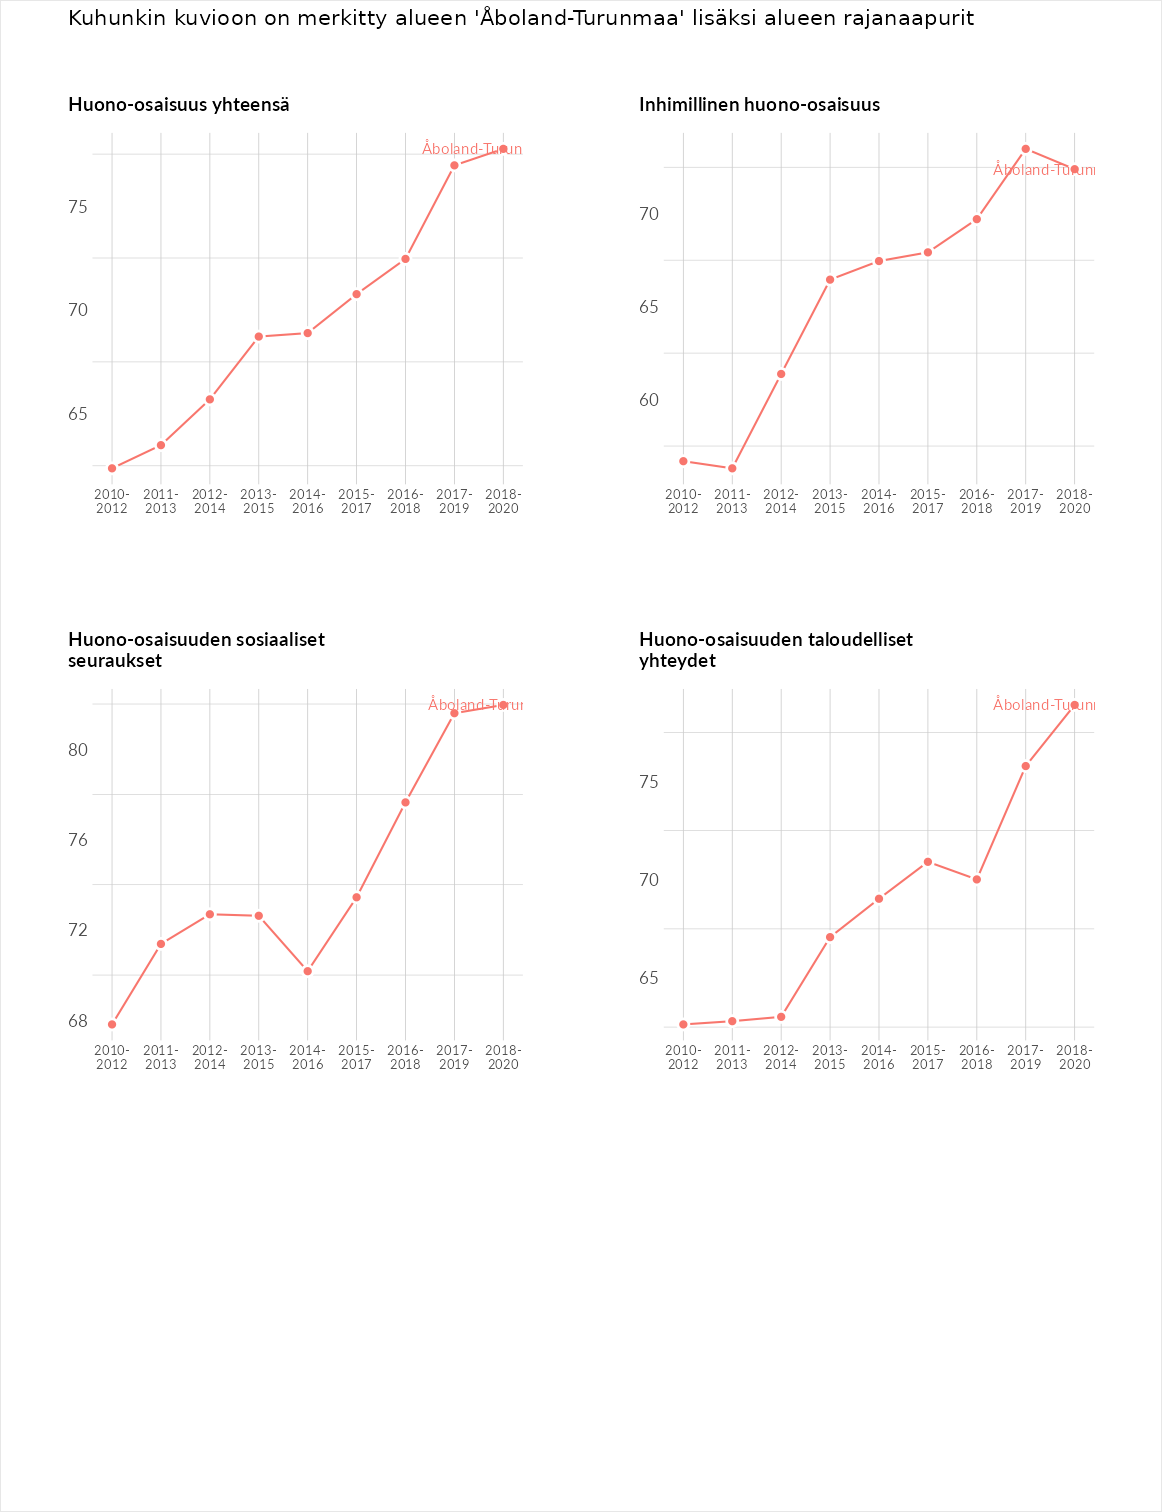 Kuhunkin kuvioon on merkitty alueen 'Åboland-Turunmaa' lisäksi alueen rajanaapurit
Huono-osaisuus yhteensä
Åboland-Turun
75
70
65
2010-2012 2011-2013 2012-2014 2013-2015 2014-2016 2015-2017 2016-2018 2017-2019 2018-2020
Inhimillinen huono-osaisuus
Åboland-Turun
70
65
60
2010-2012 2011-2013 2012-2014 2013-2015 2014-2016 2015-2017 2016-2018 2017-2019 2018-2020
Huono-osaisuuden sosiaaliset
seuraukset
Åboland-Turun
80
76
72
68
2010-2012 2011-2013 2012-2014 2013-2015 2014-2016 2015-2017 2016-2018 2017-2019 2018-2020
Huono-osaisuuden taloudelliset
yhteydet
Åboland-Turun
75
70
65
2010-2012 2011-2013 2012-2014 2013-2015 2014-2016 2015-2017 2016-2018 2017-2019 2018-2020